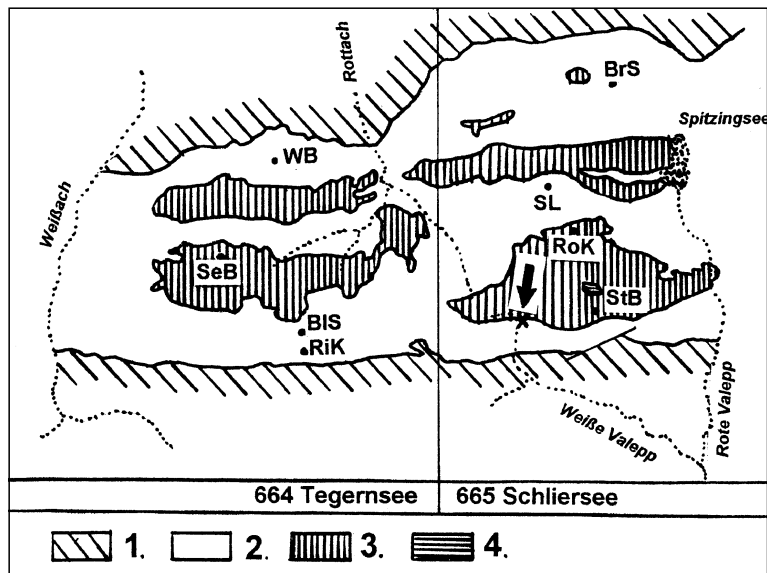 Rottach
BrS
Spitzingsee
WB
Weißach
SL
RoK
SeB
StB
BlS
RiK
Weiße Valepp
Rote Valepp
664 Tegernsee 665 Schliersee
1. 2. 3. 4.